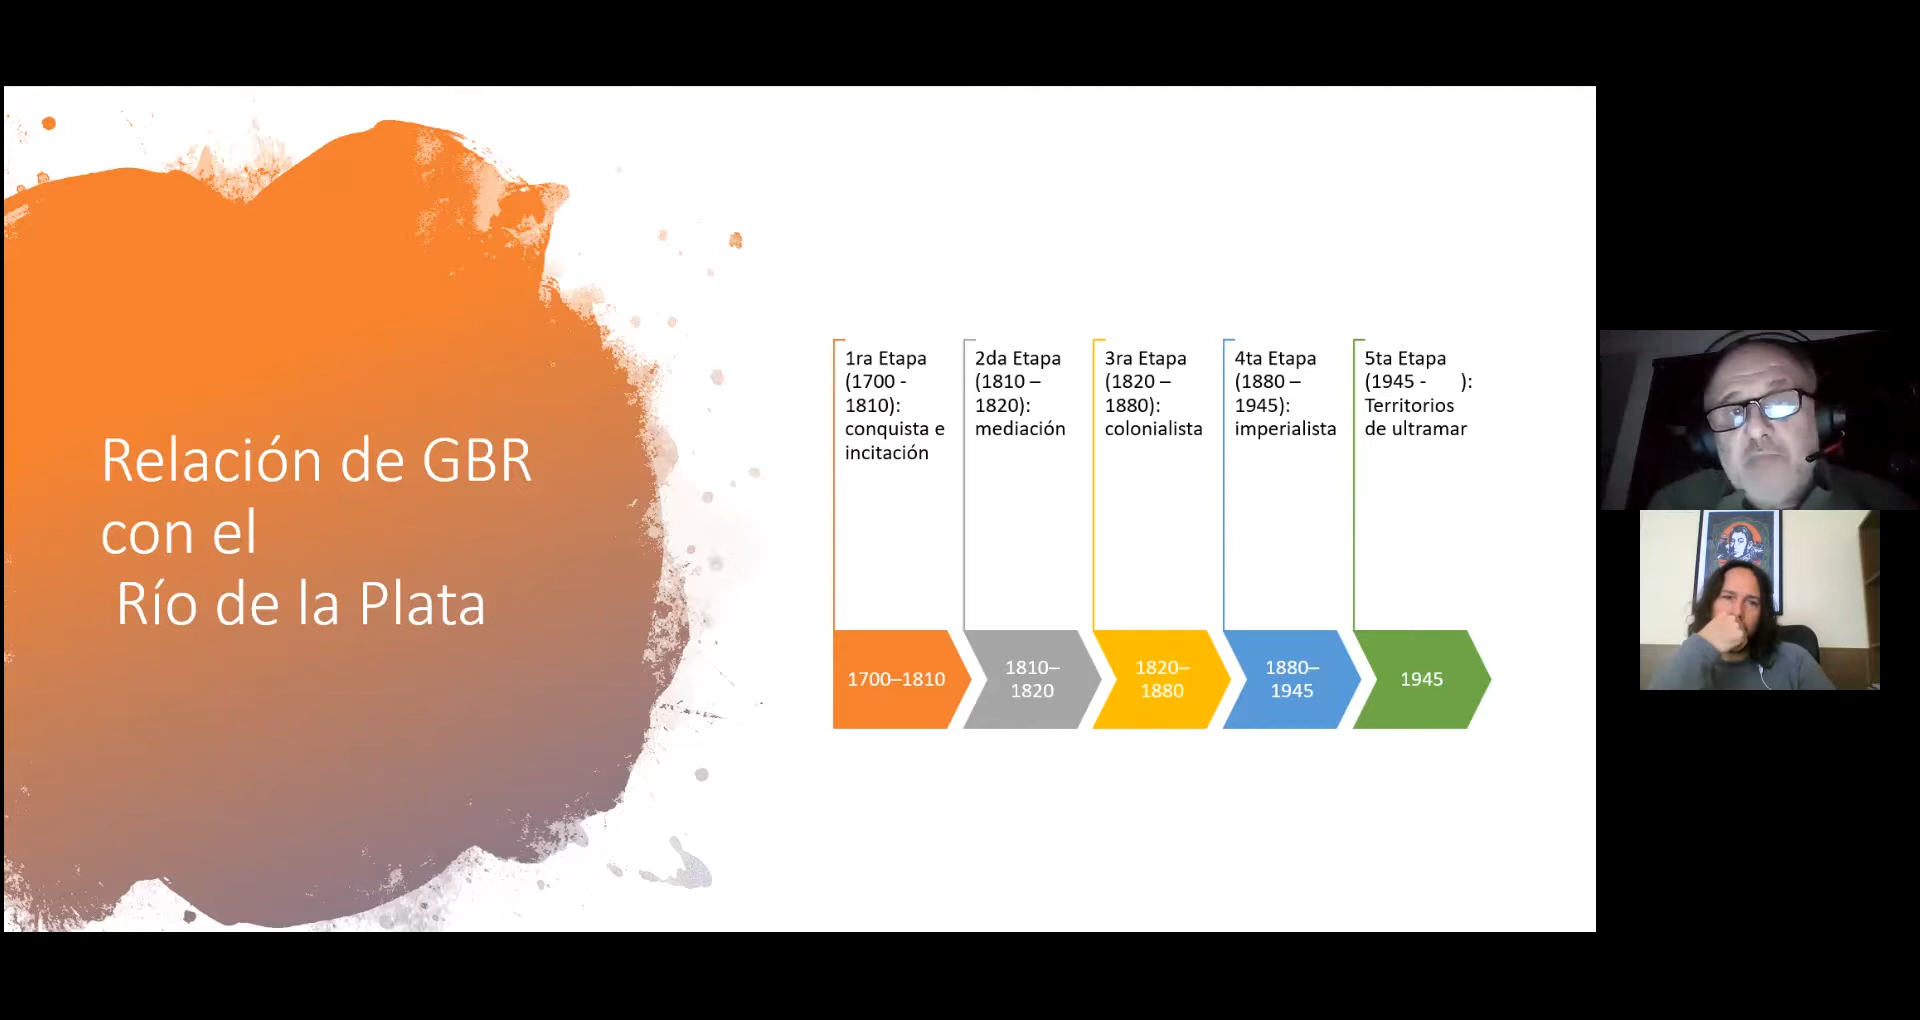 Relación de GBR
con el
Río de la Plata
1ra Etapa
(1700 -
1810):
conquista e
incitación
2da Etapa
(1810 –
1820):
mediación
3ra Etapa
(1820 –
1880):
colonialista
4ta Etapa
(1880 –
1945):
imperialista
5ta Etapa
(1945 -      ):
Territorios
de ultramar
1700–1810
1810–
1820
1820–
1880
1880–
1945
1945